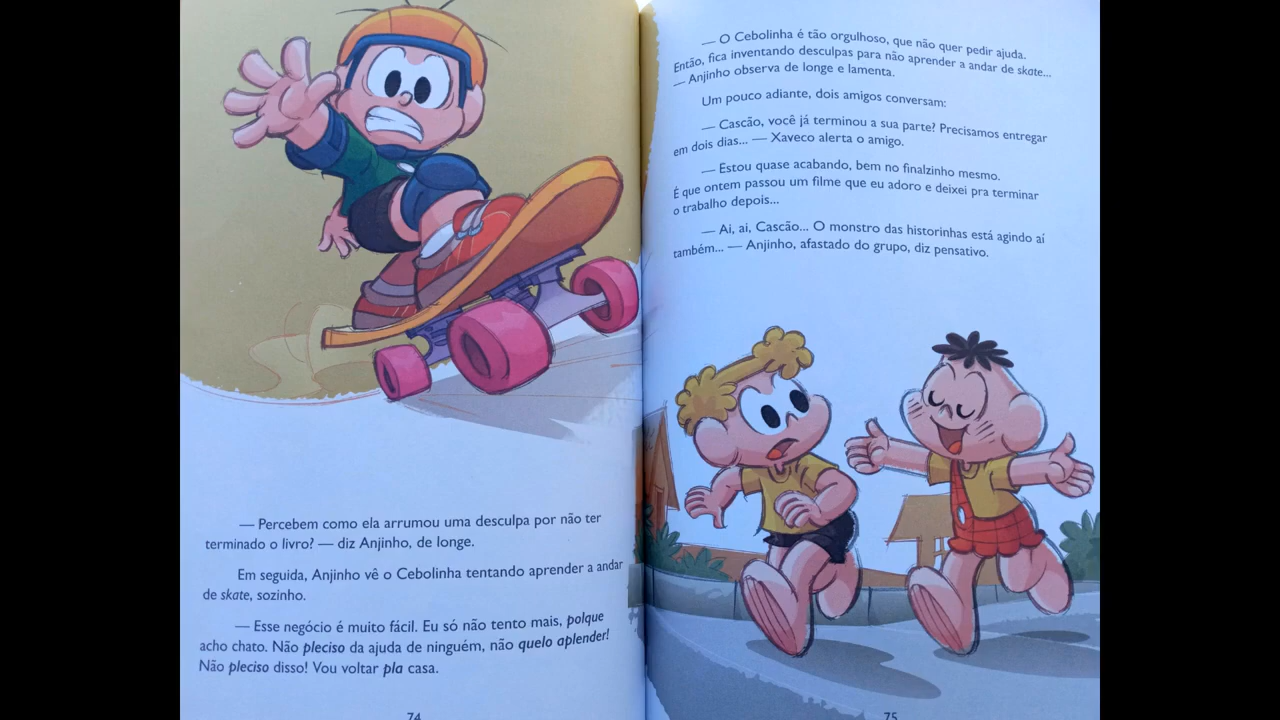 — Percebem como ela arrumou uma desculpa por não ter
terminado o livro? — diz Anjinho, de longe.
Em seguida, Anjinho vê o Cebolinha tentando aprender a andar
de skate, sozinho.
— Esse negócio é muito fácil. Eu só não tento mais, polque
acho chato. Não pleciso da ajuda de ninguém, não quelo aplender!
Não pleciso disso! Vou voltar pla casa.
74
— O Cebolinha é tão orgulhoso, que não quer pedir ajuda.
Então, fica inventando desculpas para não aprender a andar de skate...
— Anjinho observa de longe e lamenta.
Um pouco adiante, dois amigos conversam:
— Cascão, você já terminou a sua parte? Precisamos entregar
em dois dias... — Xaveco alerta o amigo.
— Estou quase acabando, bem no finalzinho mesmo.
É que ontem passou um filme que eu adoro e deixei pra terminar
o trabalho depois...
— Ai, ai, Cascão... O monstro das historinhas está agindo aí
também... — Anjinho, afastado do grupo, diz pensativo.
75